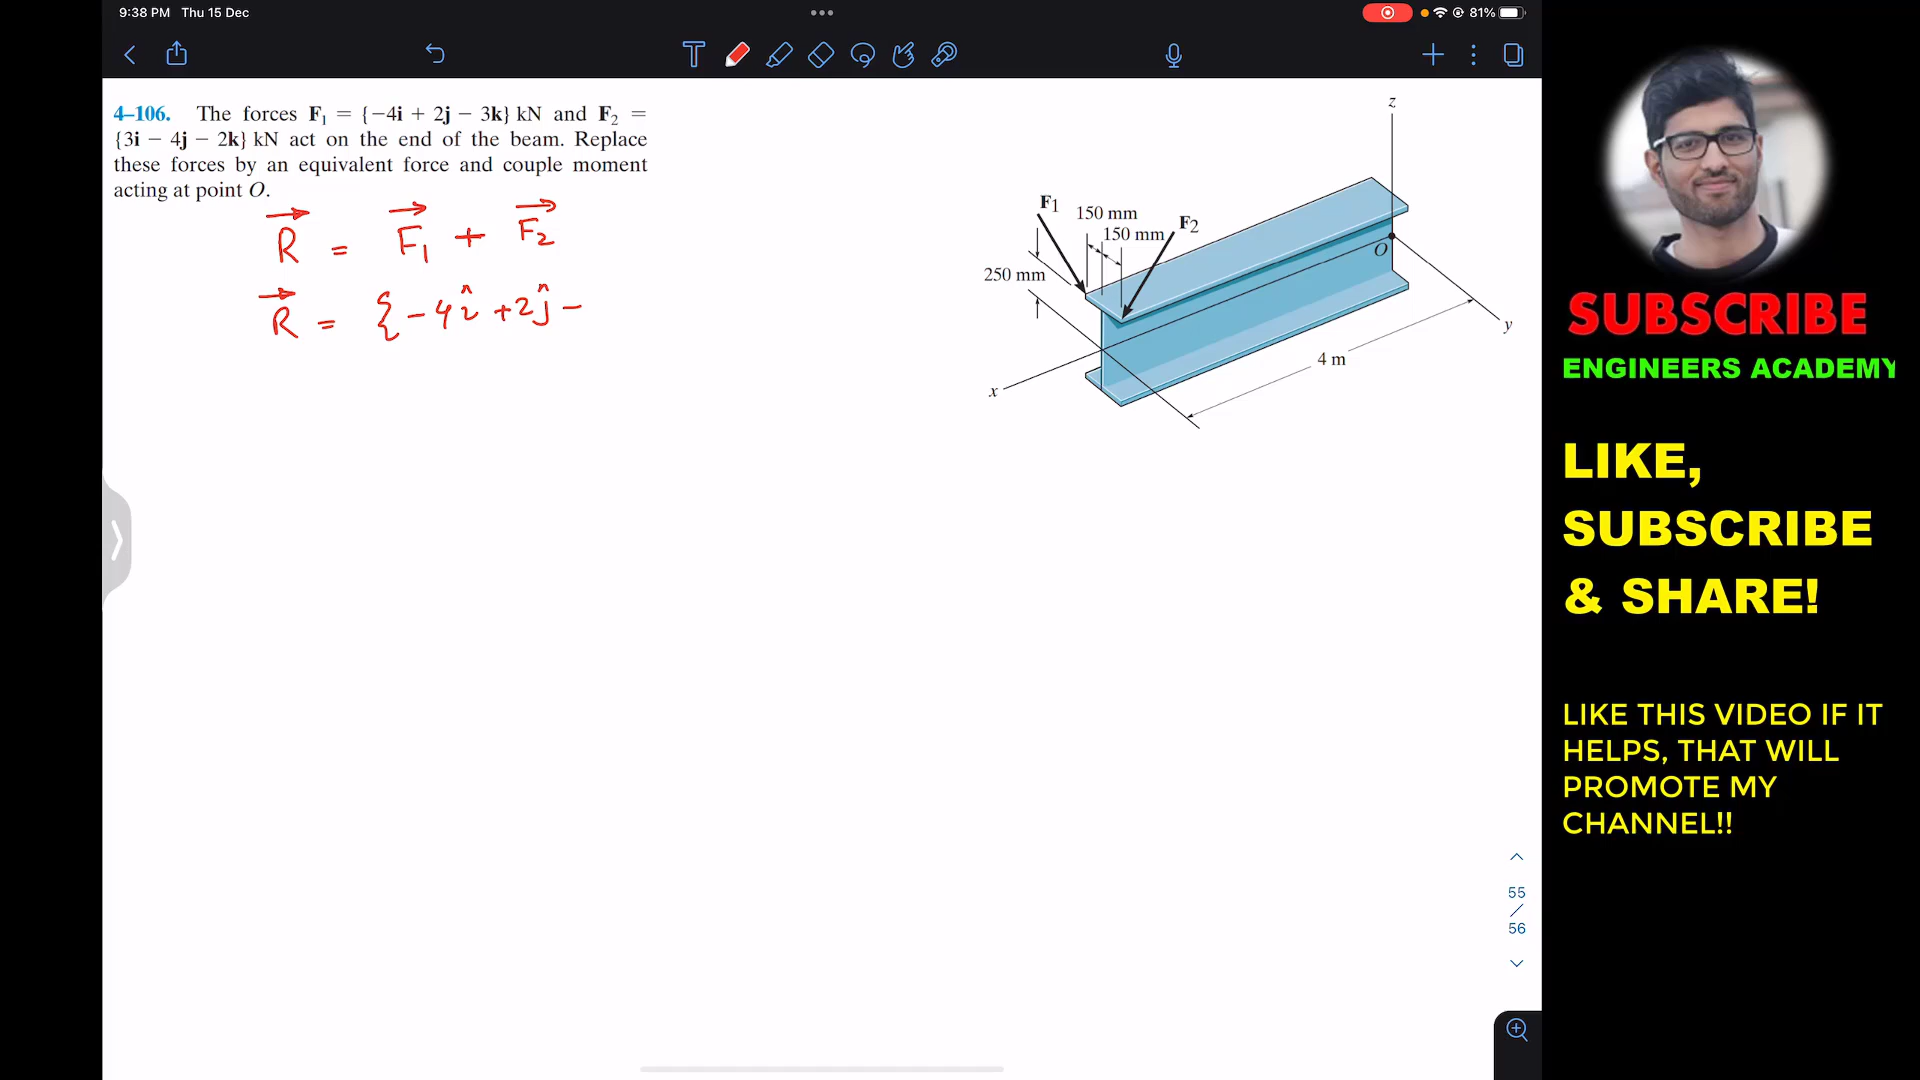 9:38 PM Thu 15 Dec
81%
4–106. The forces F₁ = {−4i + 2j − 3k} kN and F₂ =
{3i − 4j − 2k} kN act on the end of the beam. Replace
these forces by an equivalent force and couple moment
acting at point O.
R = F₁ + F₂
R = {−4î + 2ĵ −
z
F1
150 mm
F2
150 mm
O
250 mm
y
4 m
x
SUBSCRIBE
ENGINEERS ACADEMY
LIKE,
SUBSCRIBE
& SHARE!
LIKE THIS VIDEO IF IT
HELPS, THAT WILL
PROMOTE MY
CHANNEL!!
55
/
56